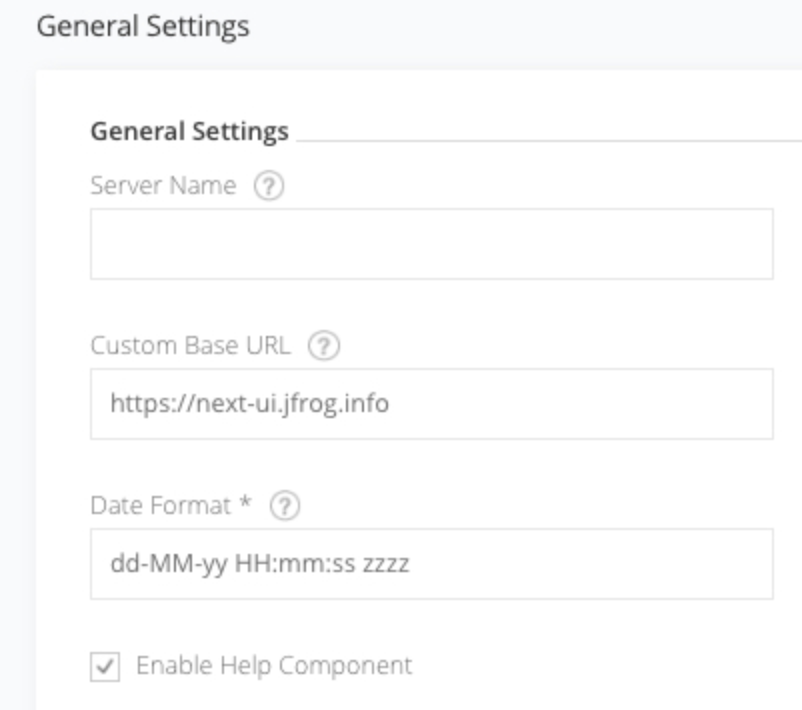 General Settings
General Settings
Server Name ?
Custom Base URL ?
https://next-ui.jfrog.info
Date Format * ?
dd-MM-yy HH:mm:ss zzzz
Enable Help Component